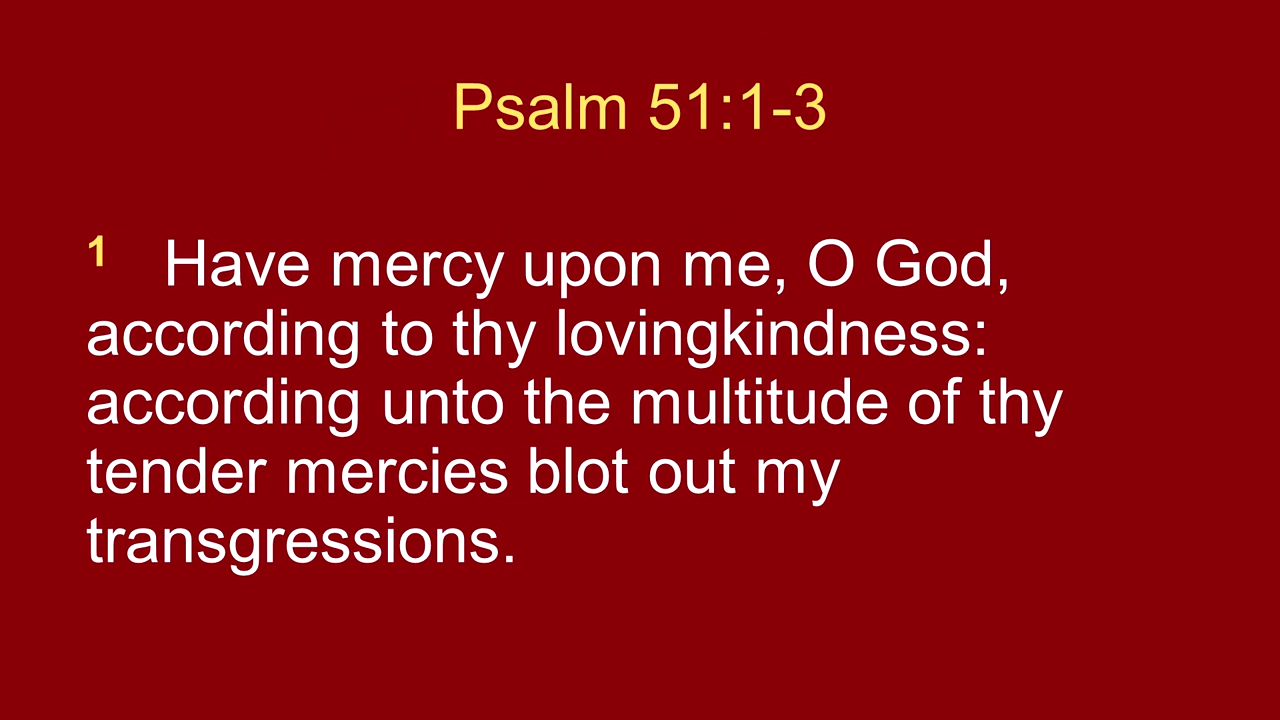 Psalm 51:1-3
1 Have mercy upon me, O God,
according to thy lovingkindness:
according unto the multitude of thy
tender mercies blot out my
transgressions.